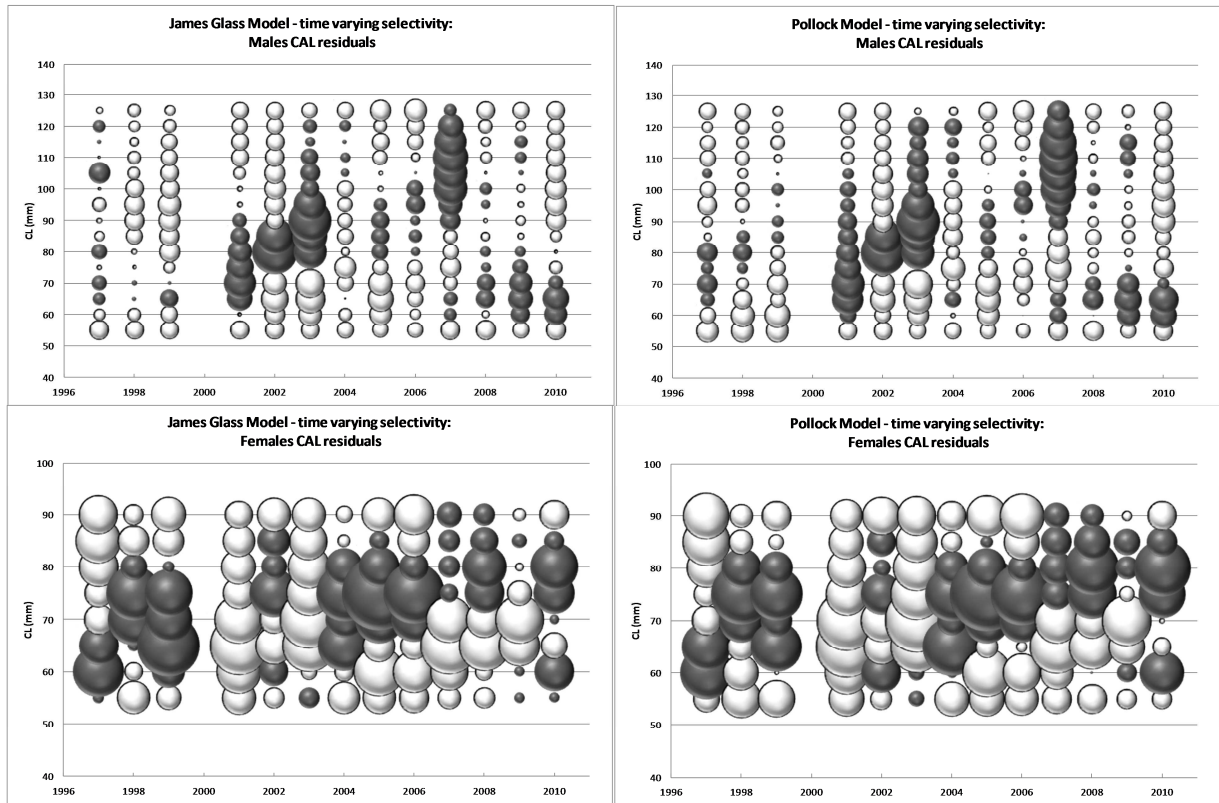 James Glass Model - time varying selectivity:
Males CAL residuals
140
130
120
110
100
90
80
70
60
50
40
CL (mm)
1996 1998 2000 2002 2004 2006 2008 2010
Pollock Model - time varying selectivity:
Males CAL residuals
140
130
120
110
100
90
80
70
60
50
40
CL (mm)
1996 1998 2000 2002 2004 2006 2008 2010
James Glass Model - time varying selectivity:
Females CAL residuals
100
90
80
70
60
50
40
CL (mm)
1996 1998 2000 2002 2004 2006 2008 2010
Pollock Model - time varying selectivity:
Females CAL residuals
100
90
80
70
60
50
40
CL (mm)
1996 1998 2000 2002 2004 2006 2008 2010